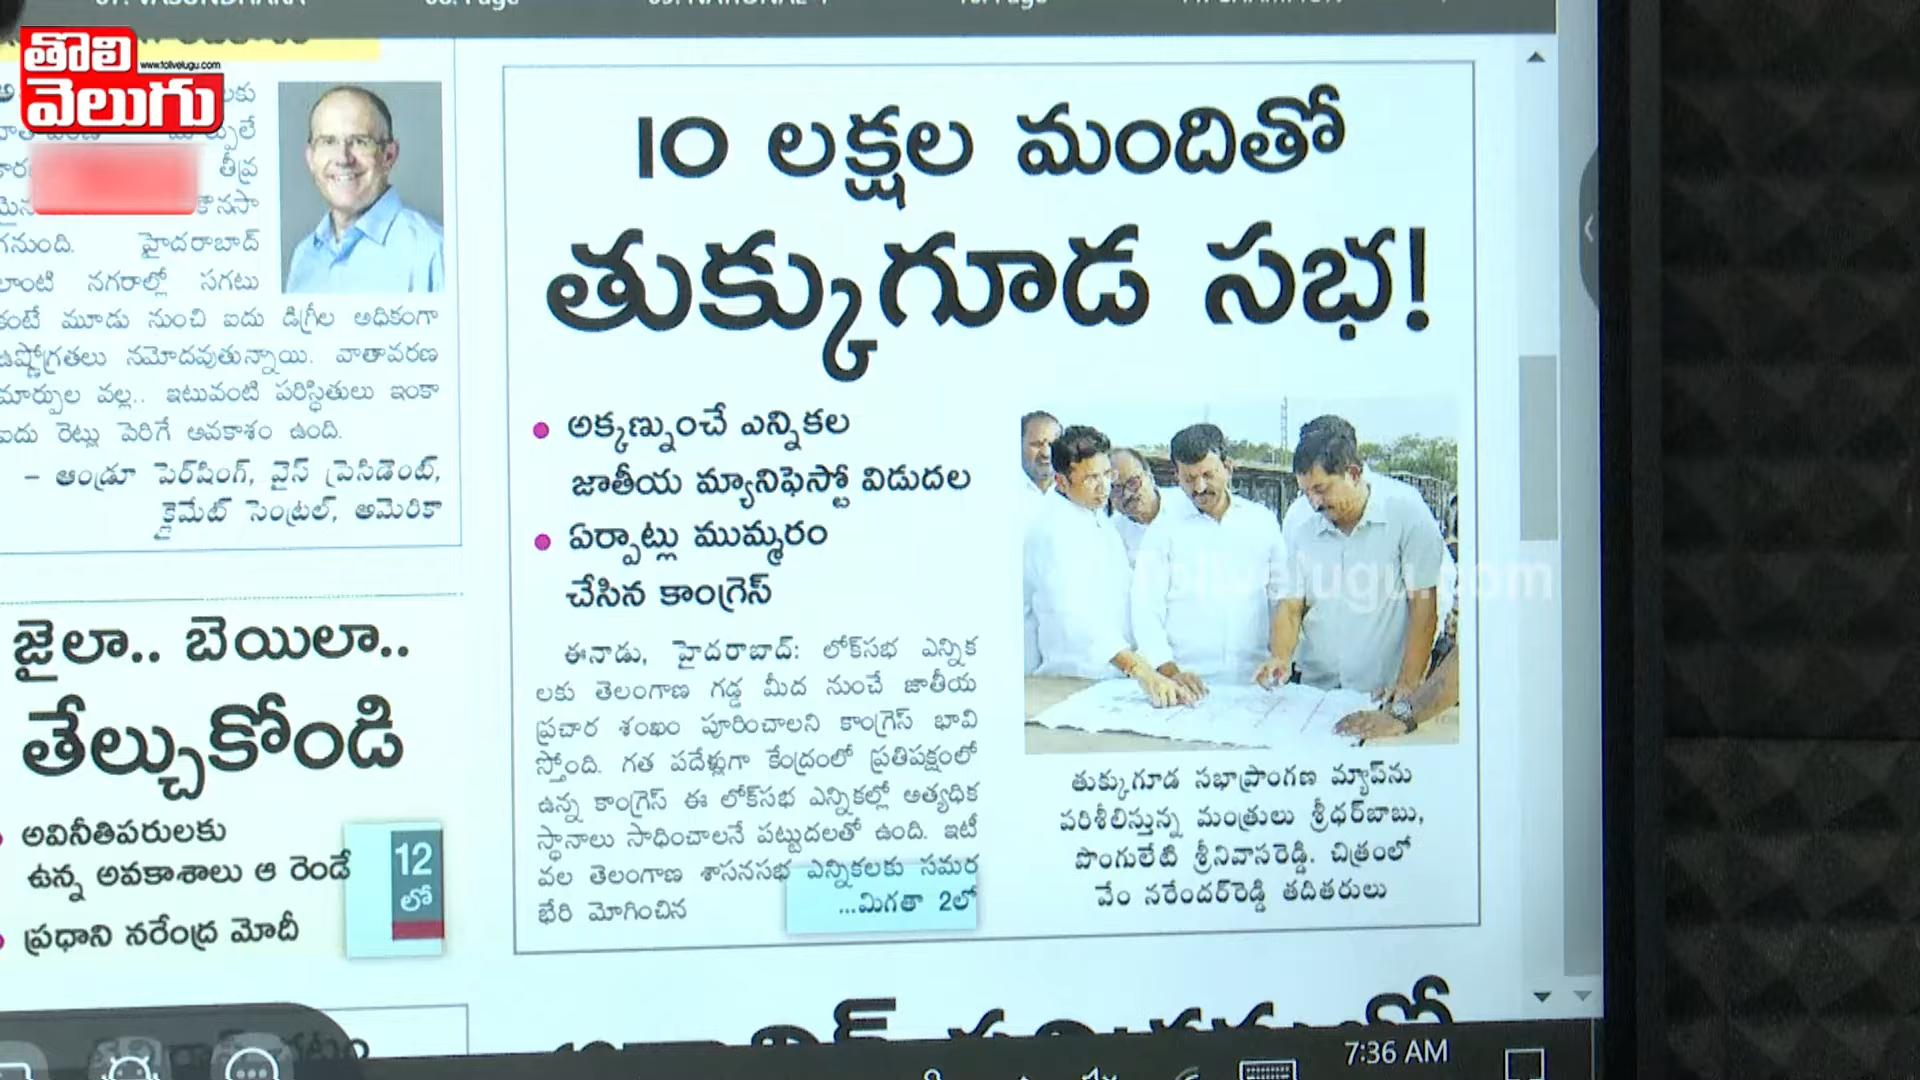 తొలి
www.tolivelugu.com
వెలుగు
తీవ్ర
గనుంది. హైదరాబాద్
లాంటి నగరాల్లో సగటు
కంటే మూడు నుంచి ఐదు డిగ్రీల అధికంగా
ఉష్ణోగ్రతలు నమోదవుతున్నాయి. వాతావరణ
మార్పుల వల్ల.. ఇటువంటి పరిస్థితులు ఇంకా
ఐదు రెట్లు పెరిగే అవకాశం ఉంది.
– ఆండ్రూ పెర్‌షింగ్, వైస్ ప్రెసిడెంట్,
క్లైమేట్ సెంట్రల్, అమెరికా
జైలా.. బెయిలా..
తేల్చుకోండి
అవినీతిపరులకు
ఉన్న అవకాశాలు ఆ రెండే
ప్రధాని నరేంద్ర మోదీ
12
లో
10 లక్షల మందితో
తుక్కుగూడ సభ!
• అక్కణ్నుంచే ఎన్నికల
జాతీయ మ్యానిఫెస్టో విడుదల
• ఏర్పాట్లు ముమ్మరం
చేసిన కాంగ్రెస్
ఈనాడు, హైదరాబాద్: లోక్‌సభ ఎన్నిక
లకు తెలంగాణ గడ్డ మీద నుంచే జాతీయ
ప్రచార శంఖం పూరించాలని కాంగ్రెస్ భావి
స్తోంది. గత పదేళ్లుగా కేంద్రంలో ప్రతిపక్షంలో
ఉన్న కాంగ్రెస్ ఈ లోక్‌సభ ఎన్నికల్లో అత్యధిక
స్థానాలు సాధించాలనే పట్టుదలతో ఉంది. ఇటీ
వల తెలంగాణ శాసనసభ ఎన్నికలకు సమర
భేరి మోగించిన
...మిగతా 2లో
Tolivelugu.com
తుక్కుగూడ సభాప్రాంగణ మ్యాప్‌ను
పరిశీలిస్తున్న మంత్రులు శ్రీధర్‌బాబు,
పొంగులేటి శ్రీనివాసరెడ్డి. చిత్రంలో
వేం నరేందర్‌రెడ్డి తదితరులు
7:36 AM